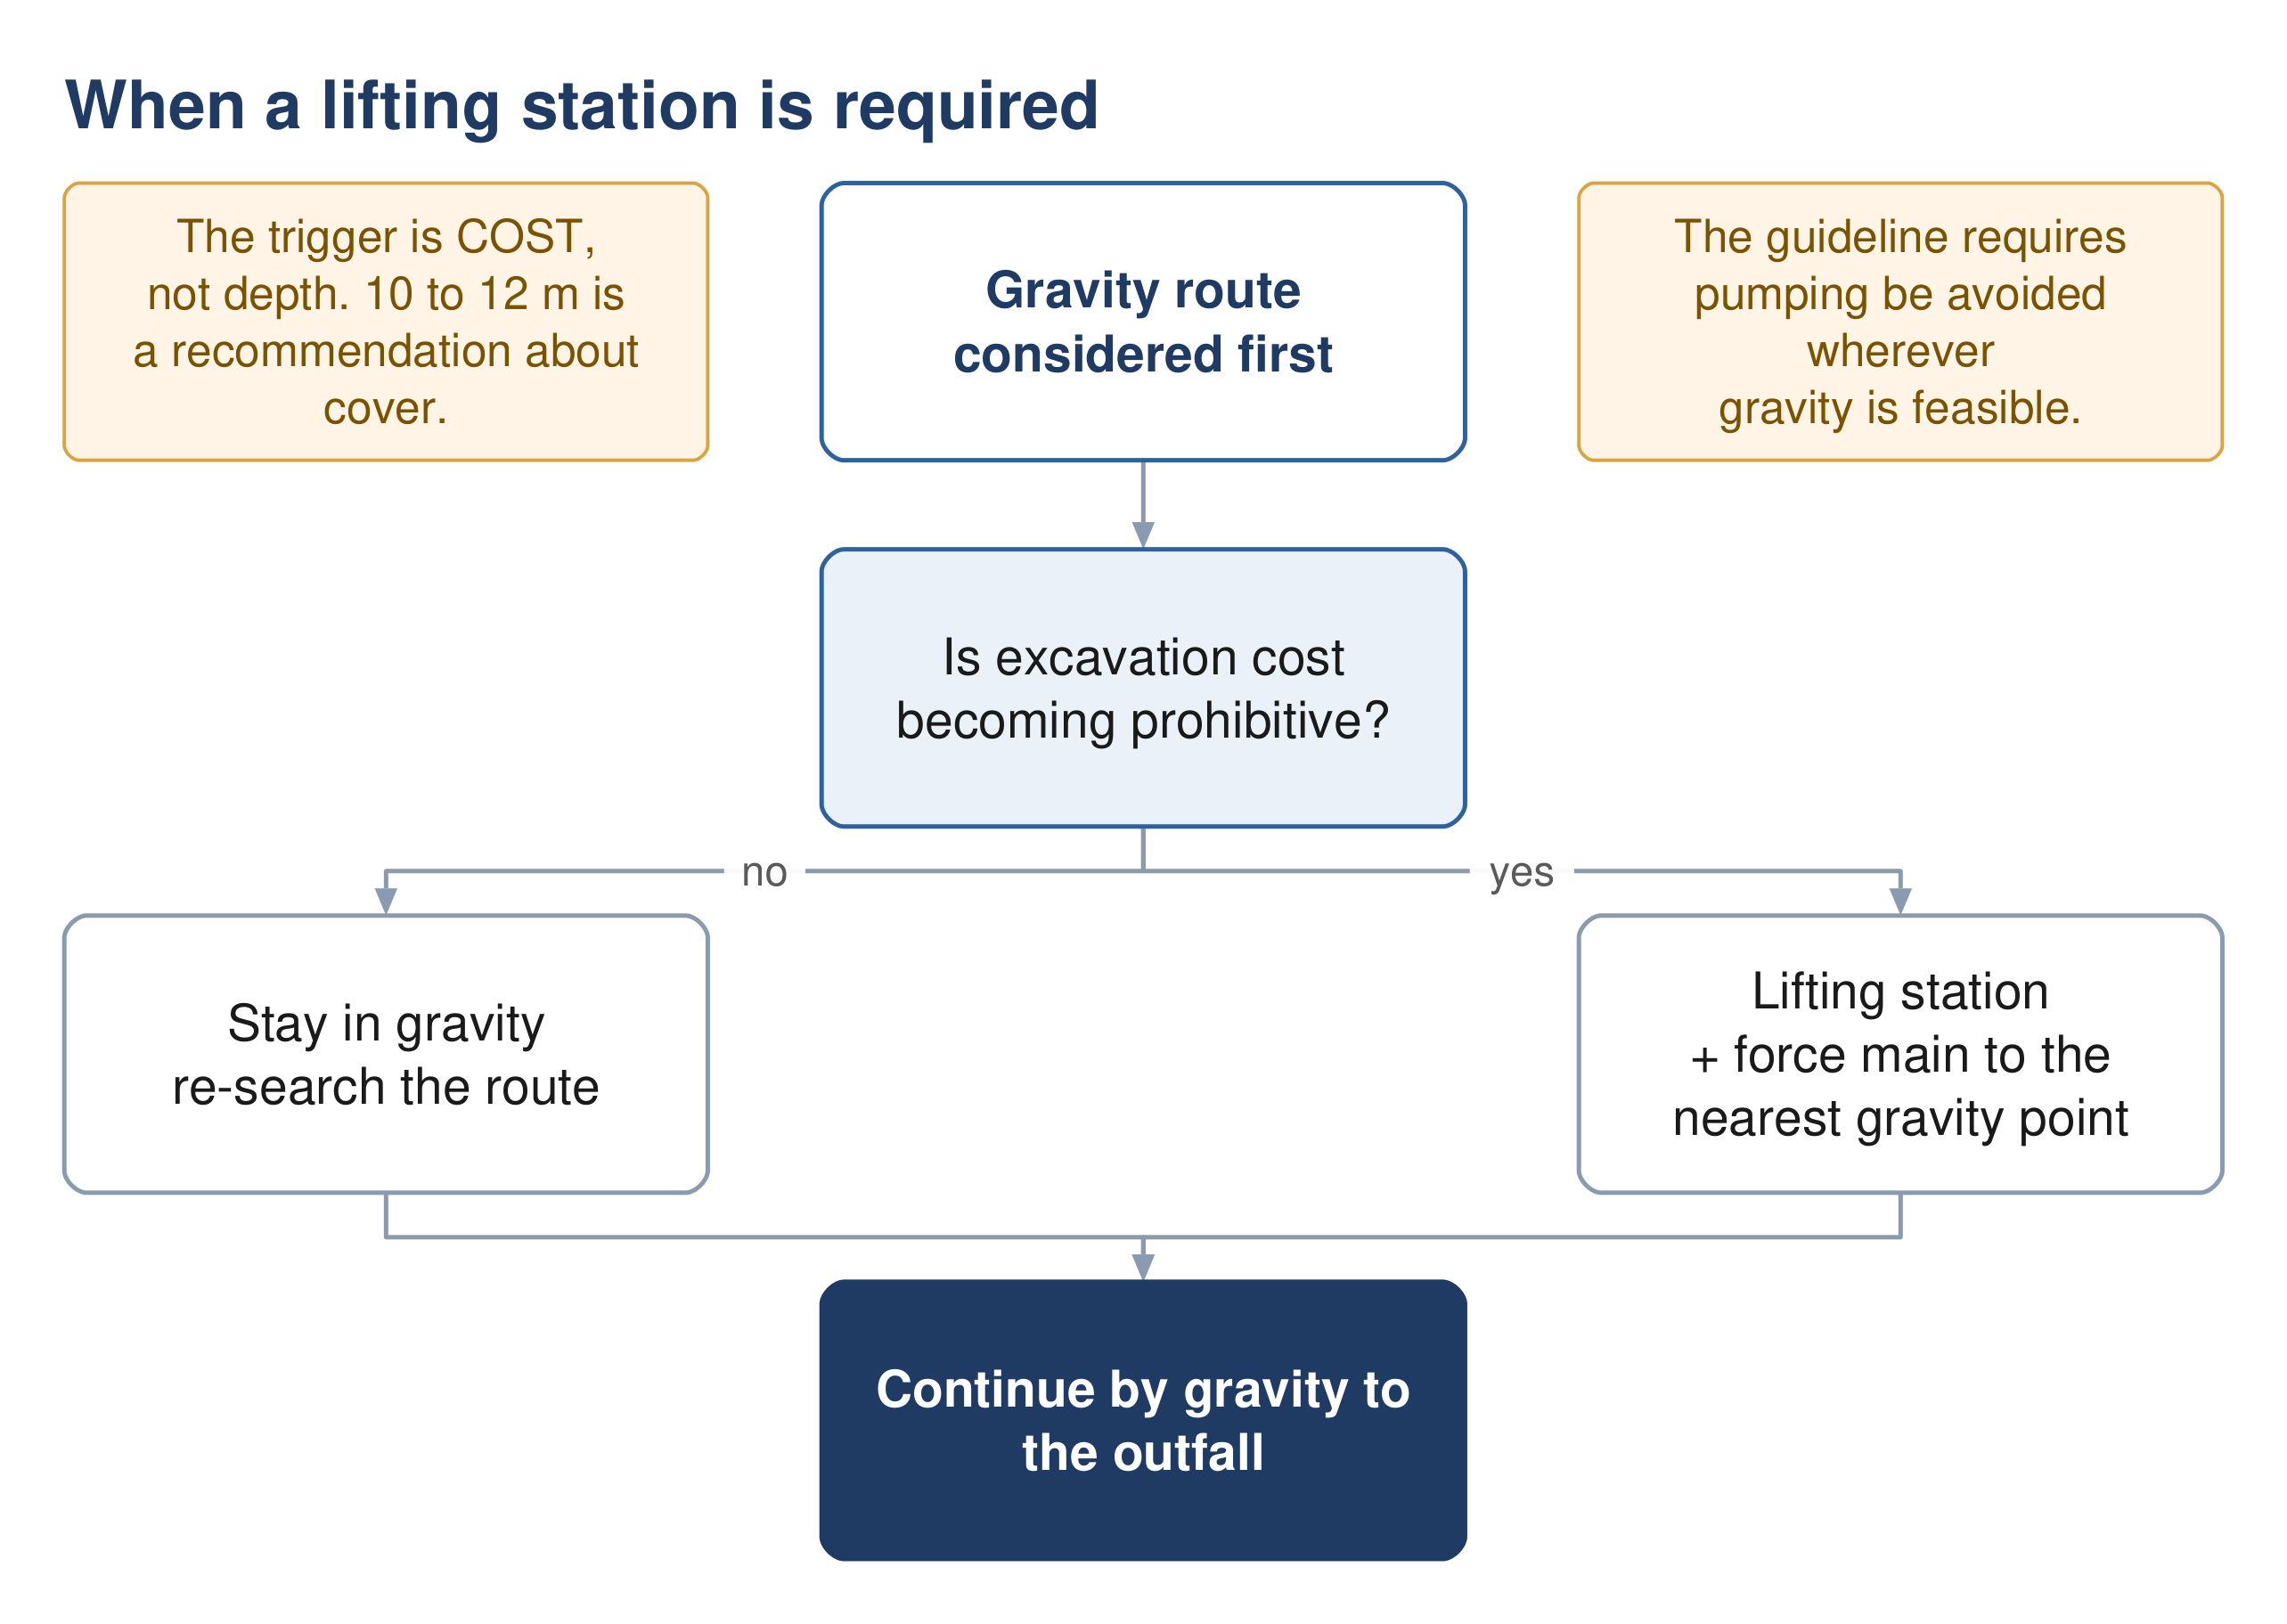 When a lifting station is required
The trigger is COST,
not depth. 10 to 12 m is
a recommendation about
cover.
Gravity route
considered first
The guideline requires
pumping be avoided
wherever
gravity is feasible.
Is excavation cost
becoming prohibitive?
no
yes
Stay in gravity
re-search the route
Lifting station
+ force main to the
nearest gravity point
Continue by gravity to
the outfall